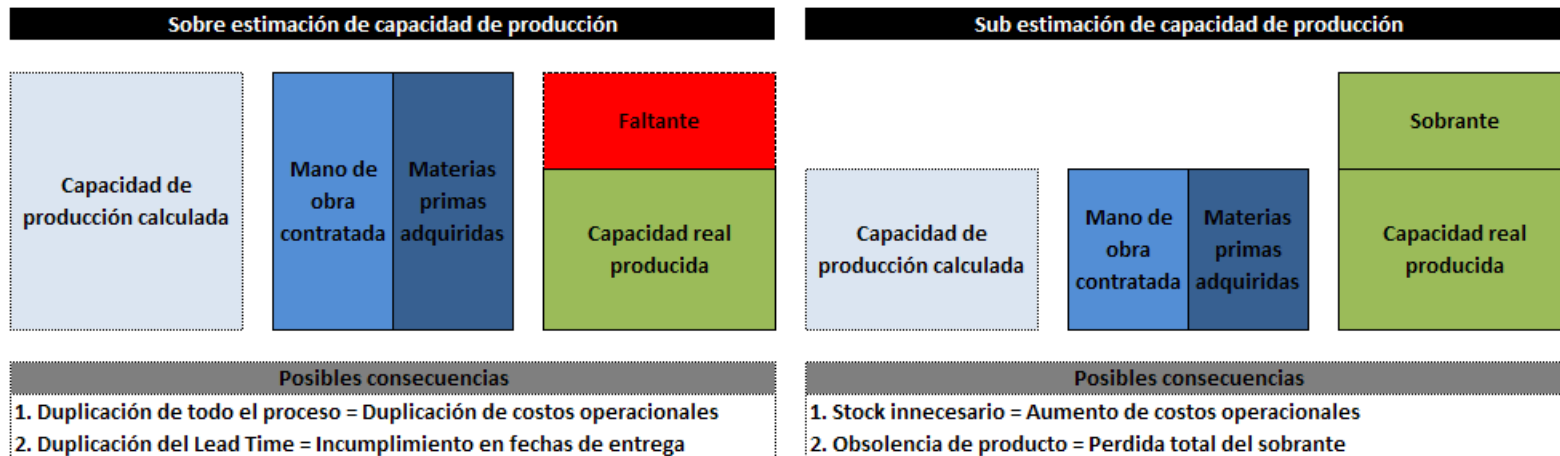 Sobre estimación de capacidad de producción
Capacidad de
producción calculada
Mano de
obra
contratada
Materias
primas
adquiridas
Faltante
Capacidad real
producida
Posibles consecuencias
1. Duplicación de todo el proceso = Duplicación de costos operacionales
2. Duplicación del Lead Time = Incumplimiento en fechas de entrega
Sub estimación de capacidad de producción
Capacidad de
producción calculada
Mano de
obra
contratada
Materias
primas
adquiridas
Sobrante
Capacidad real
producida
Posibles consecuencias
1. Stock innecesario = Aumento de costos operacionales
2. Obsolencia de producto = Perdida total del sobrante